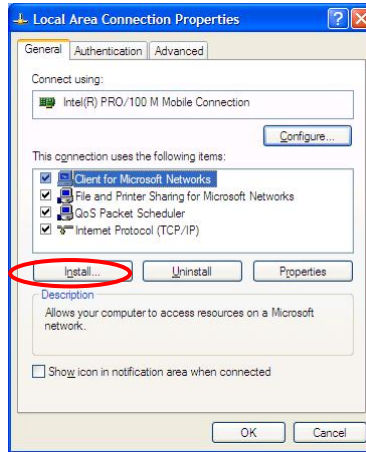 Local Area Connection Properties
General Authentication Advanced
Connect using:
Intel(R) PRO/100 M Mobile Connection
Configure...
This connection uses the following items:
Client for Microsoft Networks
File and Printer Sharing for Microsoft Networks
QoS Packet Scheduler
Internet Protocol (TCP/IP)
Install... Uninstall Properties
Description
Allows your computer to access resources on a Microsoft
network.
Show icon in notification area when connected
OK Cancel